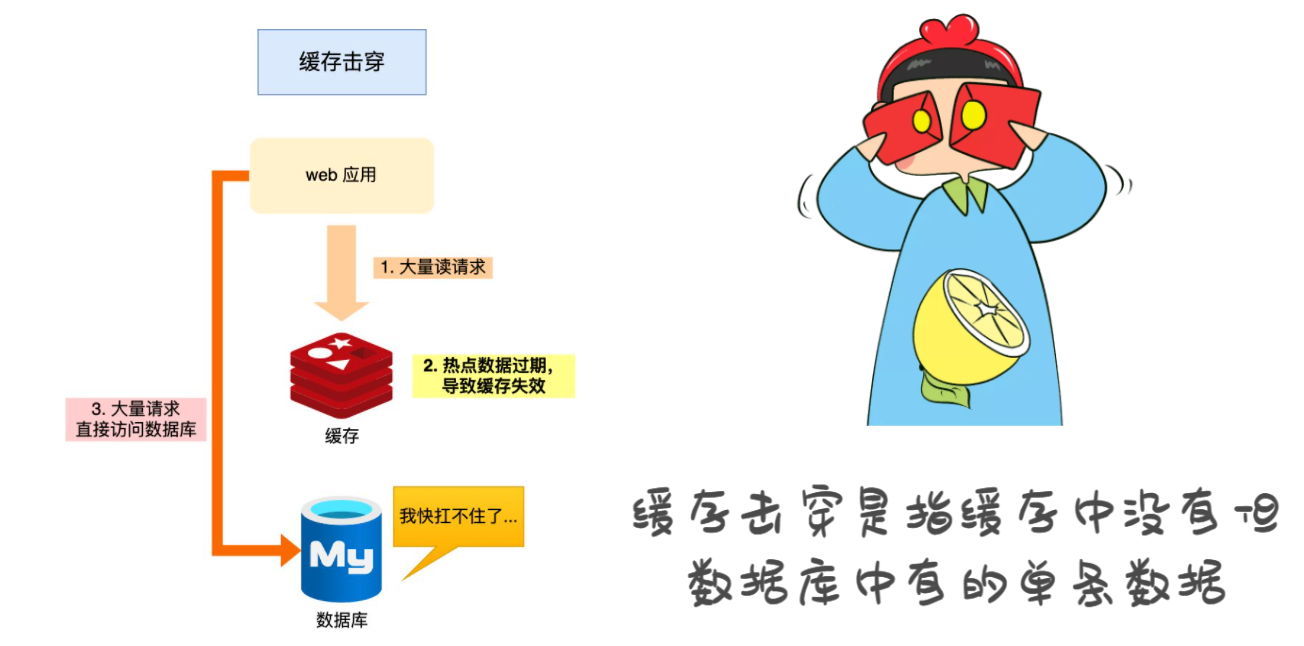 缓存击穿
web 应用
1. 大量读请求
2. 热点数据过期，
导致缓存失效
缓存
3. 大量请求
直接访问数据库
我快扛不住了...
My
数据库
缓存击穿是指缓存中没有但
数据库中有的单条数据